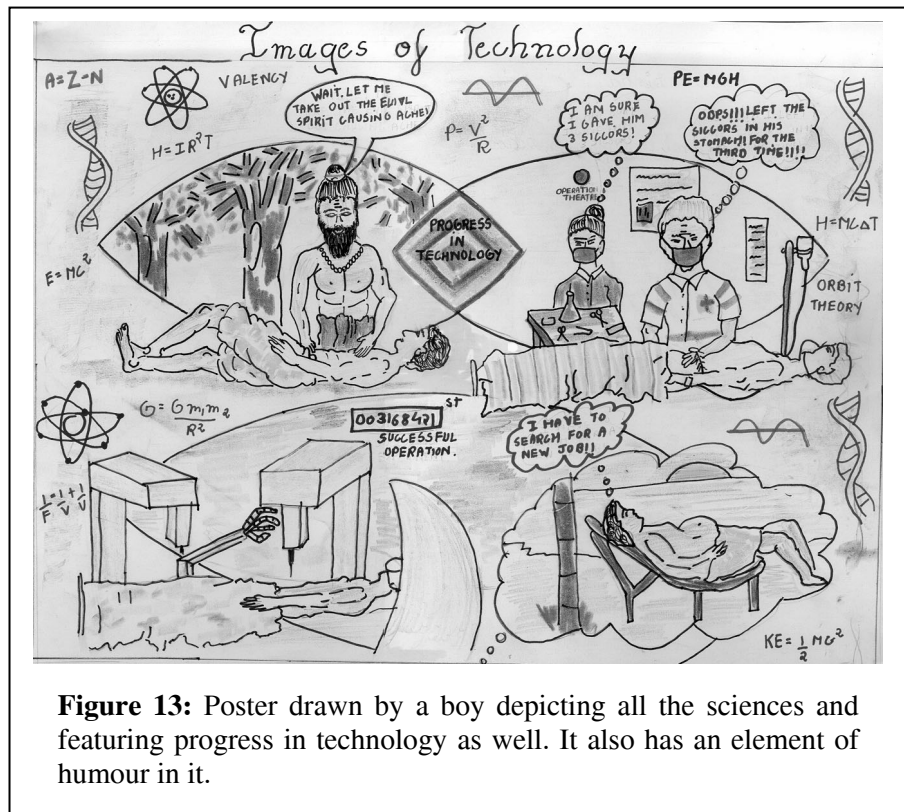 Images of Technology
A=Z-N
VALENCY
H=IR²T
E=MC²
WAIT, LET ME
TAKE OUT THE
SPIRIT CAUSING ACHE!
P=V²/R
PE=MGH
I AM SURE
I GAVE HIM
3 SICCORS!
OOPS!!! LEFT THE
SICCORS IN HIS
STOMACH! FOR THE
THIRD TIME!!!!
OPERATION
THEATRE
PROGRESS
IN
TECHNOLOGY
H=MCΔT
ORBIT
THEORY
G=Gm₁m₂/R²
1/F=1/V+1/U
003168421st
SUCCESSFUL
OPERATION.
I HAVE TO
SEARCH FOR A
NEW JOB!!
KE=1/2 MG²
Figure 13: Poster drawn by a boy depicting all the sciences and
featuring progress in technology as well. It also has an element of
humour in it.